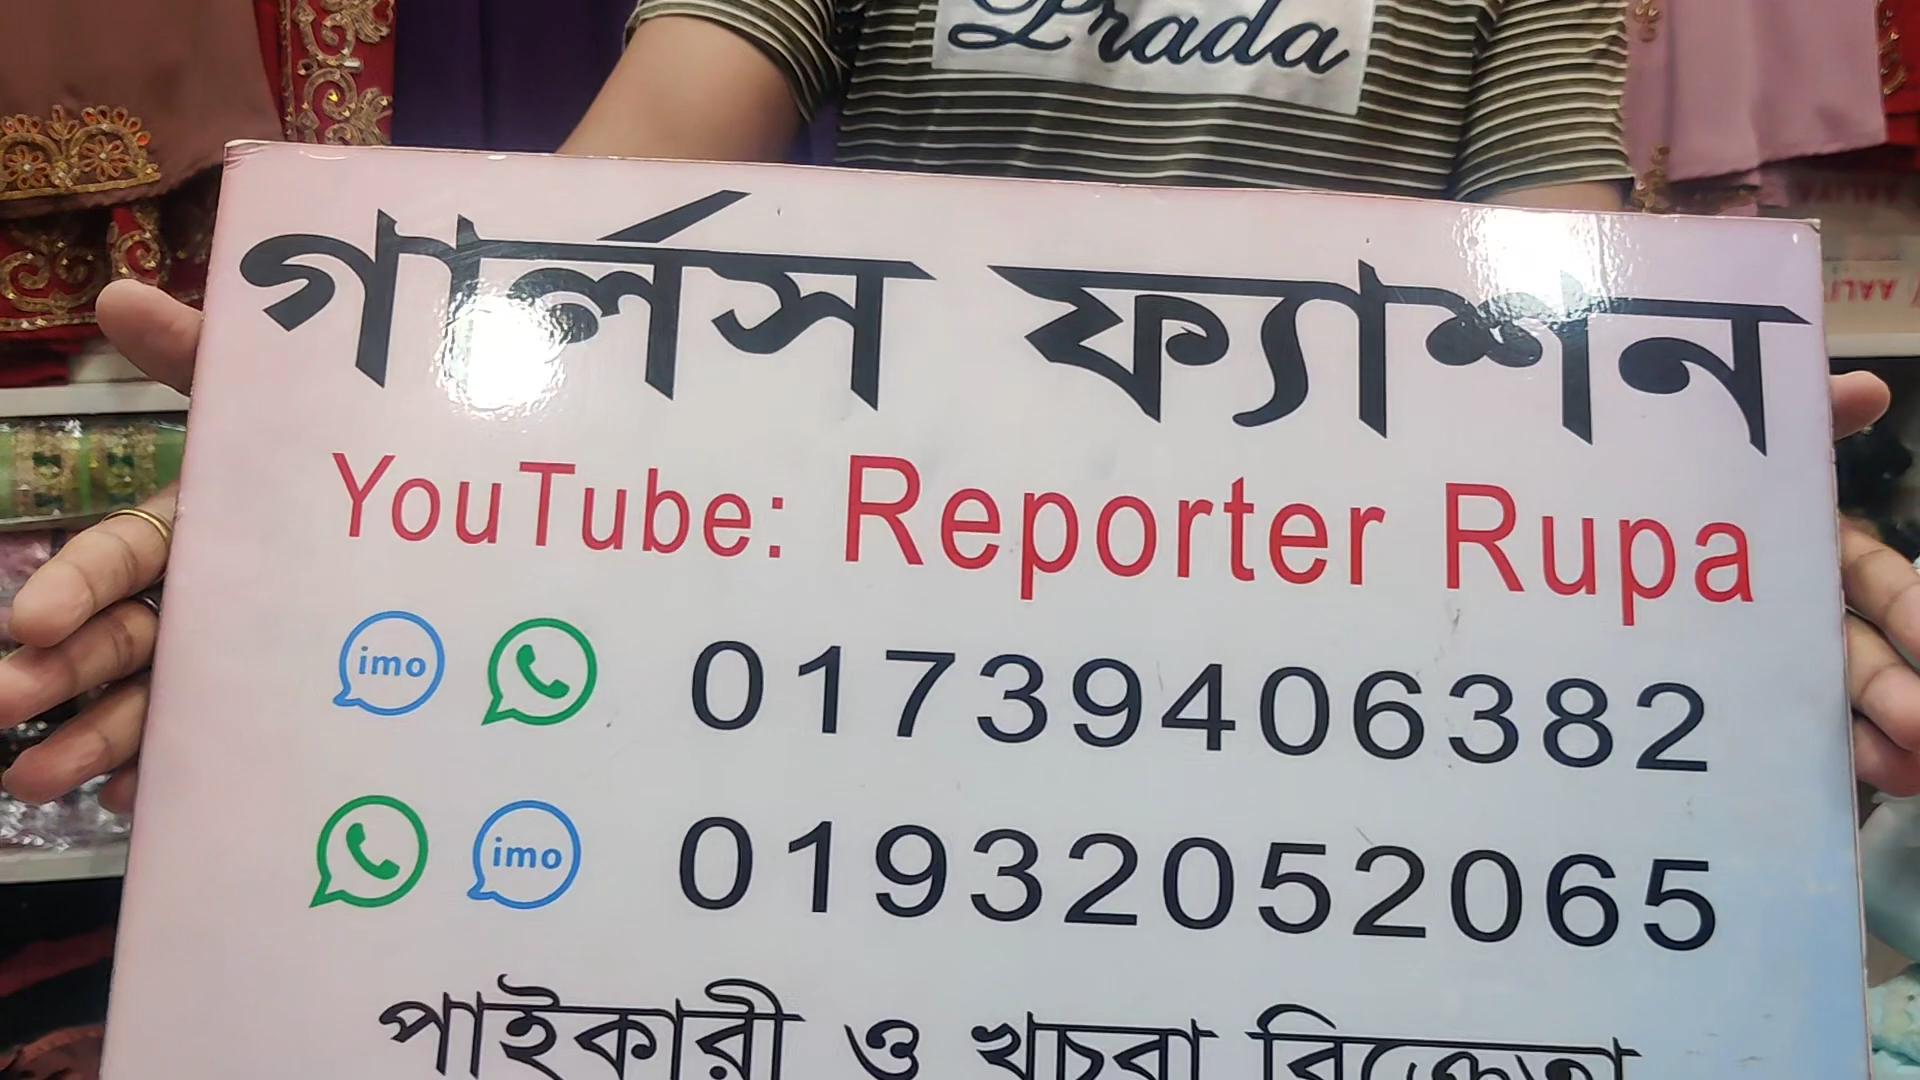 Prada
গার্লস ফ্যাশন
YouTube: Reporter Rupa
imo 01739406382
imo 01932052065
পাইকারী ও খুচরা বিক্রেতা